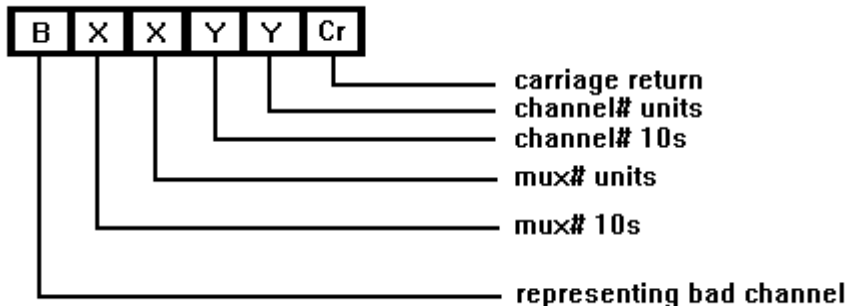 B X X Y Y Cr
carriage return
channel# units
channel# 10s
mux# units
mux# 10s
representing bad channel